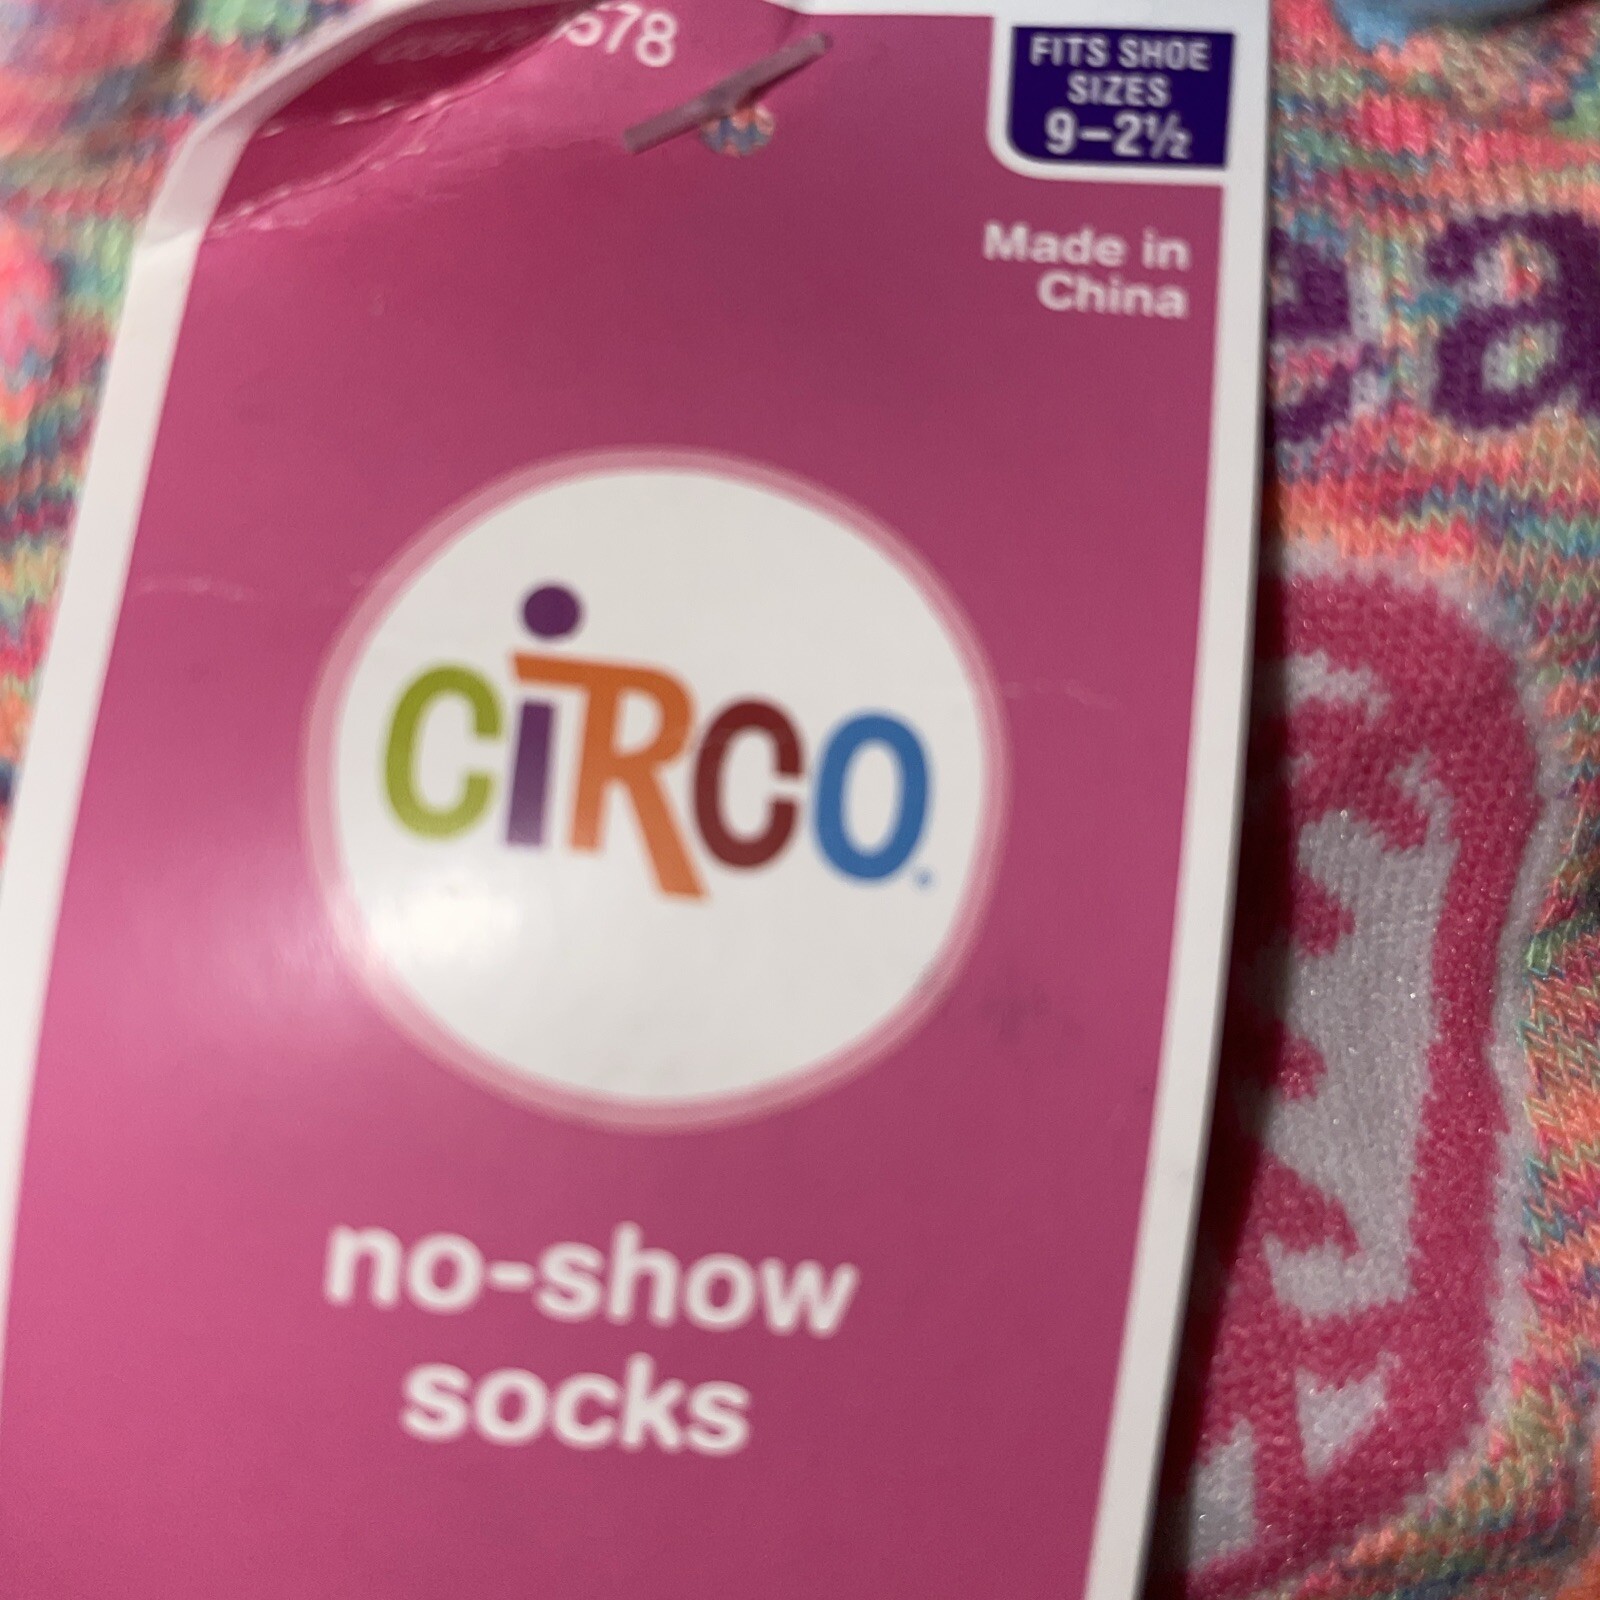 578
FITS SHOE
SIZES
9–2½
Made in
China
CiRCO
no-show
socks